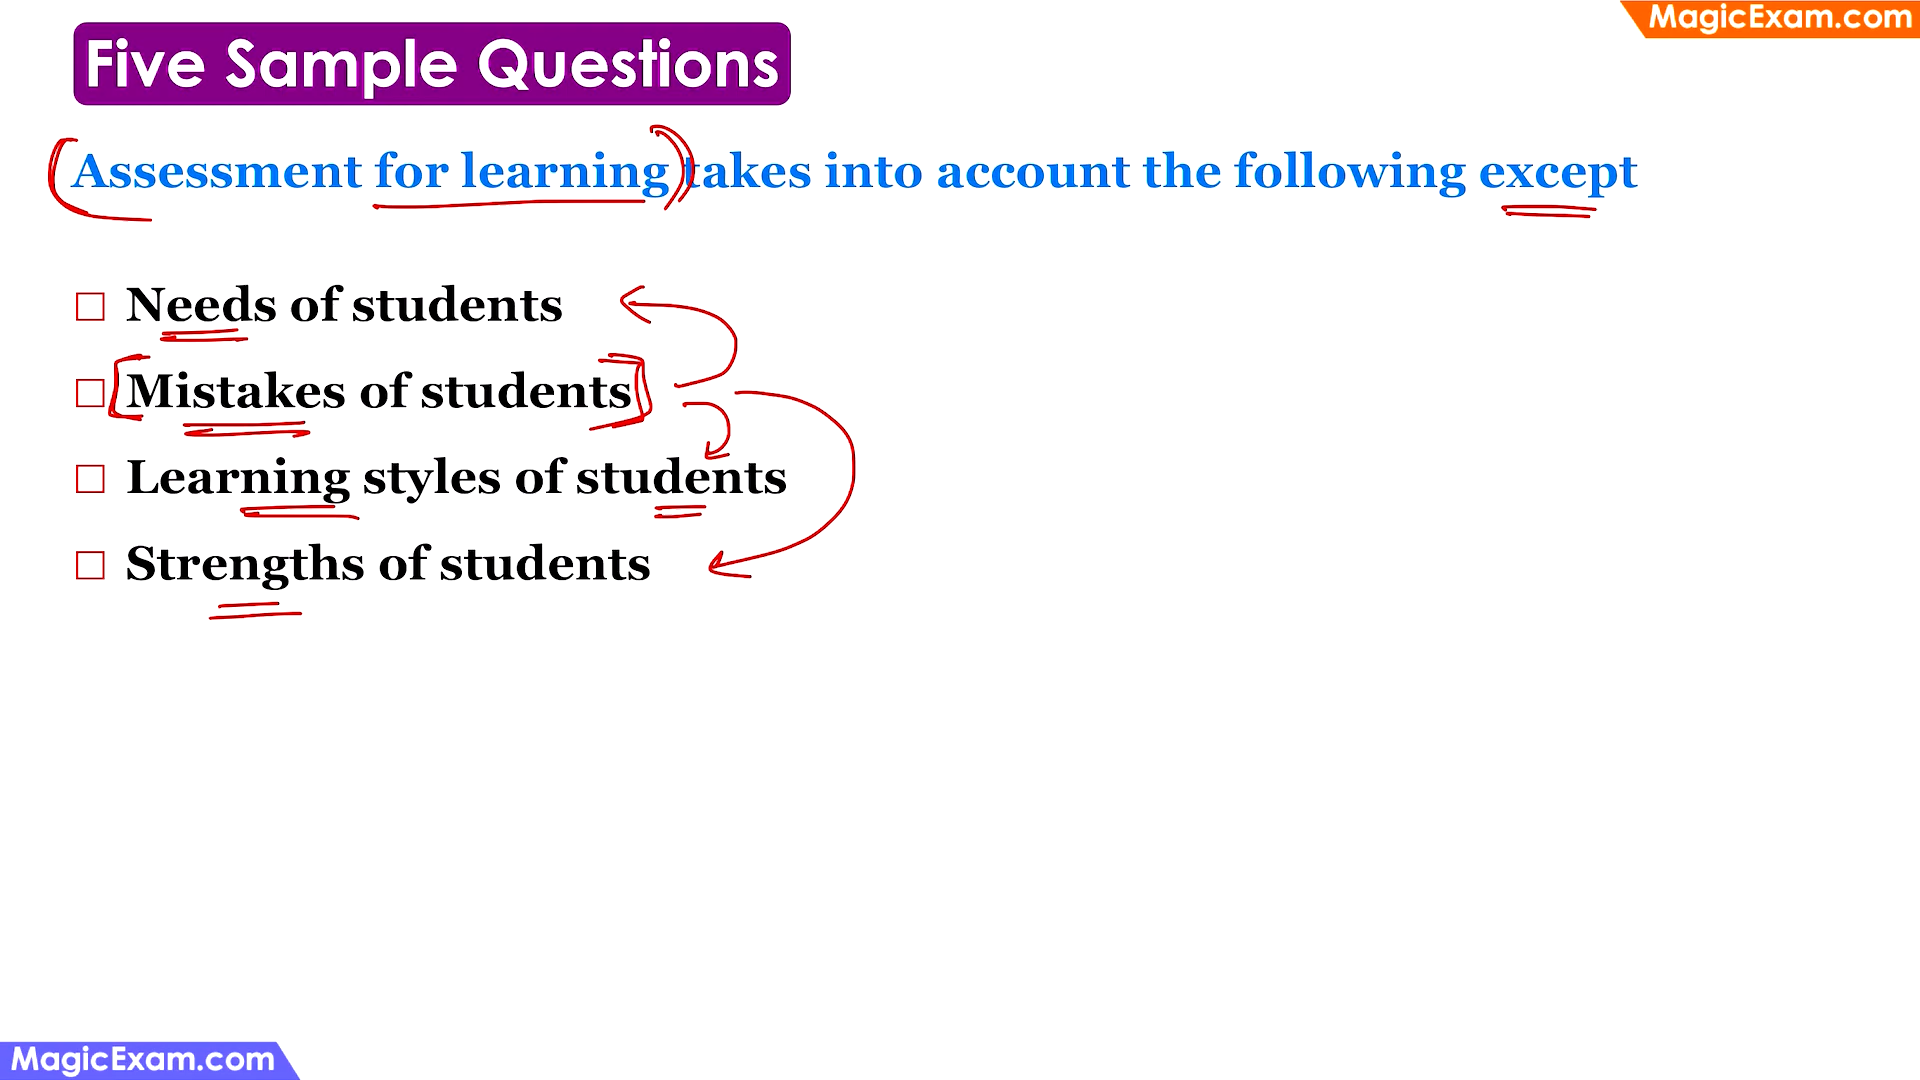 MagicExam.com
Five Sample Questions
Assessment for learning takes into account the following except
Needs of students
Mistakes of students
Learning styles of students
Strengths of students
MagicExam.com